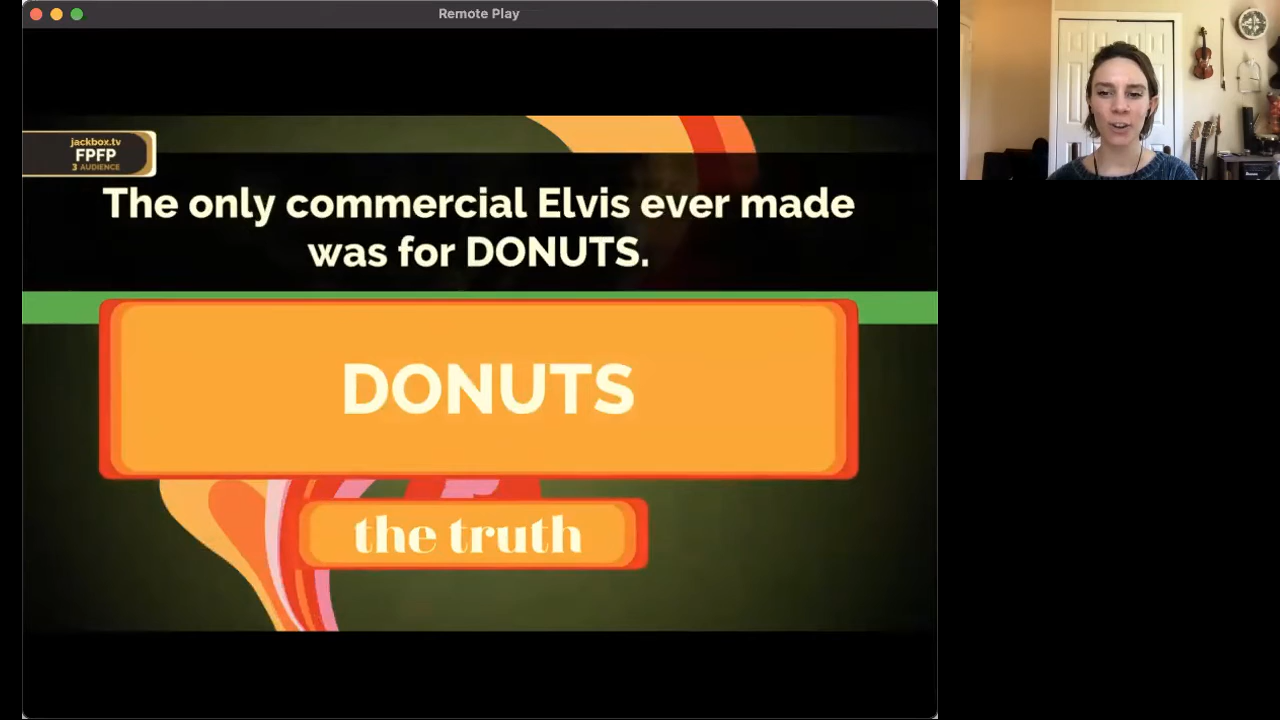 Remote Play
jackbox.tv
FPFP
3 AUDIENCE
The only commercial Elvis ever made
was for DONUTS.
DONUTS
the truth